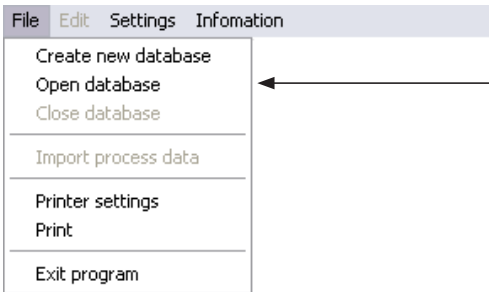 File Edit Settings Infomation
Create new database
Open database
Close database
Import process data
Printer settings
Print
Exit program